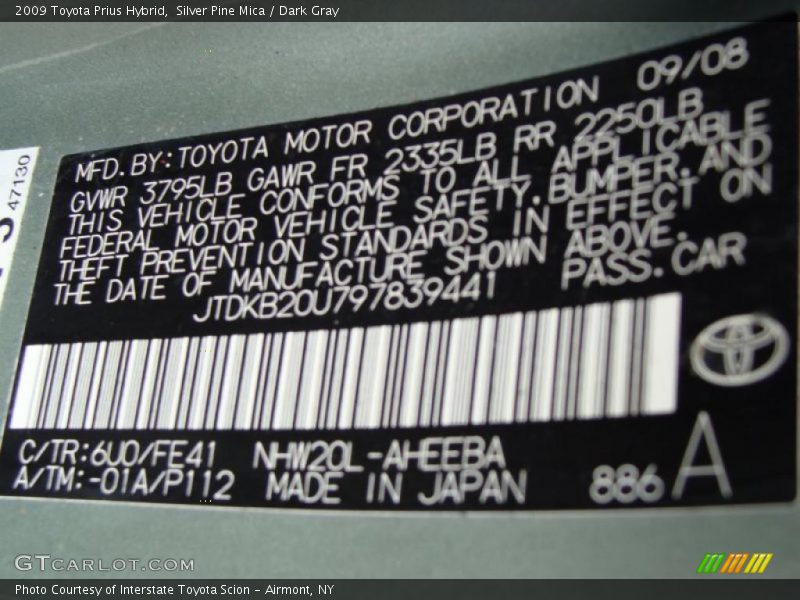 2009 Toyota Prius Hybrid,  Silver Pine Mica / Dark Gray
47130
MFD. BY: TOYOTA MOTOR CORPORATION 09/08
GVWR 3795LB GAWR FR 2335LB RR 2250LB
THIS VEHICLE CONFORMS TO ALL APPLICABLE
FEDERAL MOTOR VEHICLE SAFETY, BUMPER, AND
THEFT PREVENTION STANDARDS IN EFFECT ON
THE DATE OF MANUFACTURE SHOWN ABOVE.
JTDKB20U797839441 PASS. CAR
C/TR:6U0/FE41 NHW20L-AHEEBA
A/TM:-01A/P112 MADE IN JAPAN 886 A
GTCARLOT.COM
Photo Courtesy of Interstate Toyota Scion – Airmont, NY